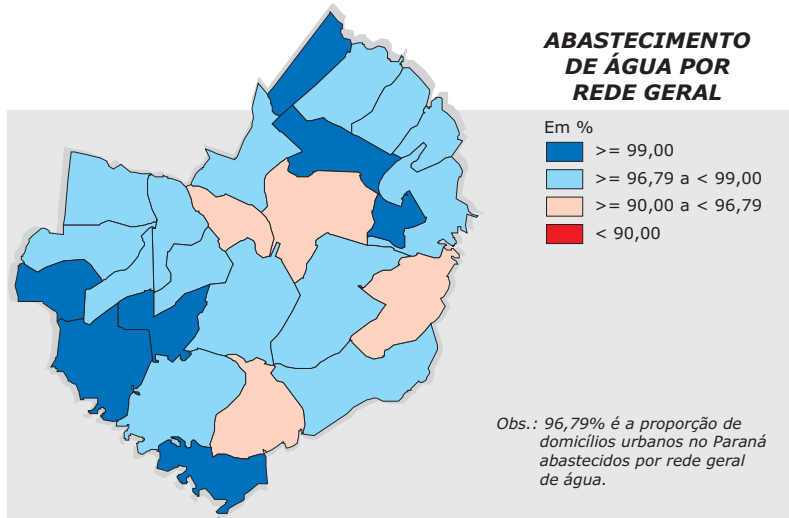 ABASTECIMENTO
DE ÁGUA POR
REDE GERAL
Em %
>= 99,00
>= 96,79 a < 99,00
>= 90,00 a < 96,79
< 90,00
Obs.: 96,79% é a proporção de
domicílios urbanos no Paraná
abastecidos por rede geral
de água.